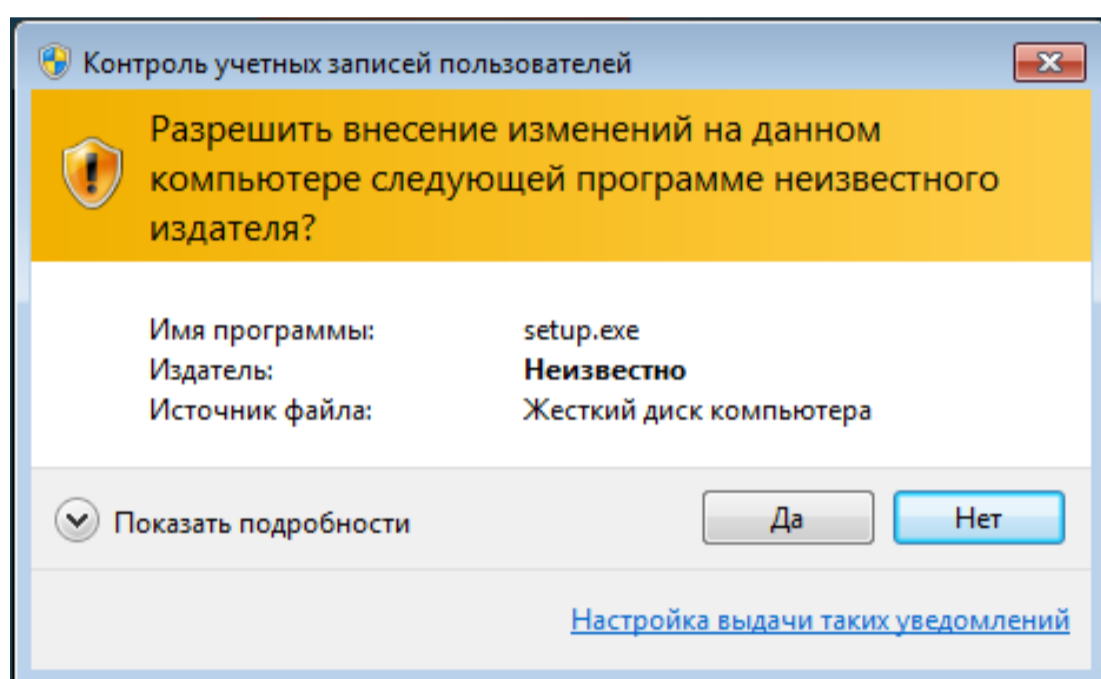 Контроль учетных записей пользователей
Разрешить внесение изменений на данном
компьютере следующей программе неизвестного
издателя?
Имя программы: setup.exe
Издатель: Неизвестно
Источник файла: Жесткий диск компьютера
Показать подробности Да Нет
Настройка выдачи таких уведомлений